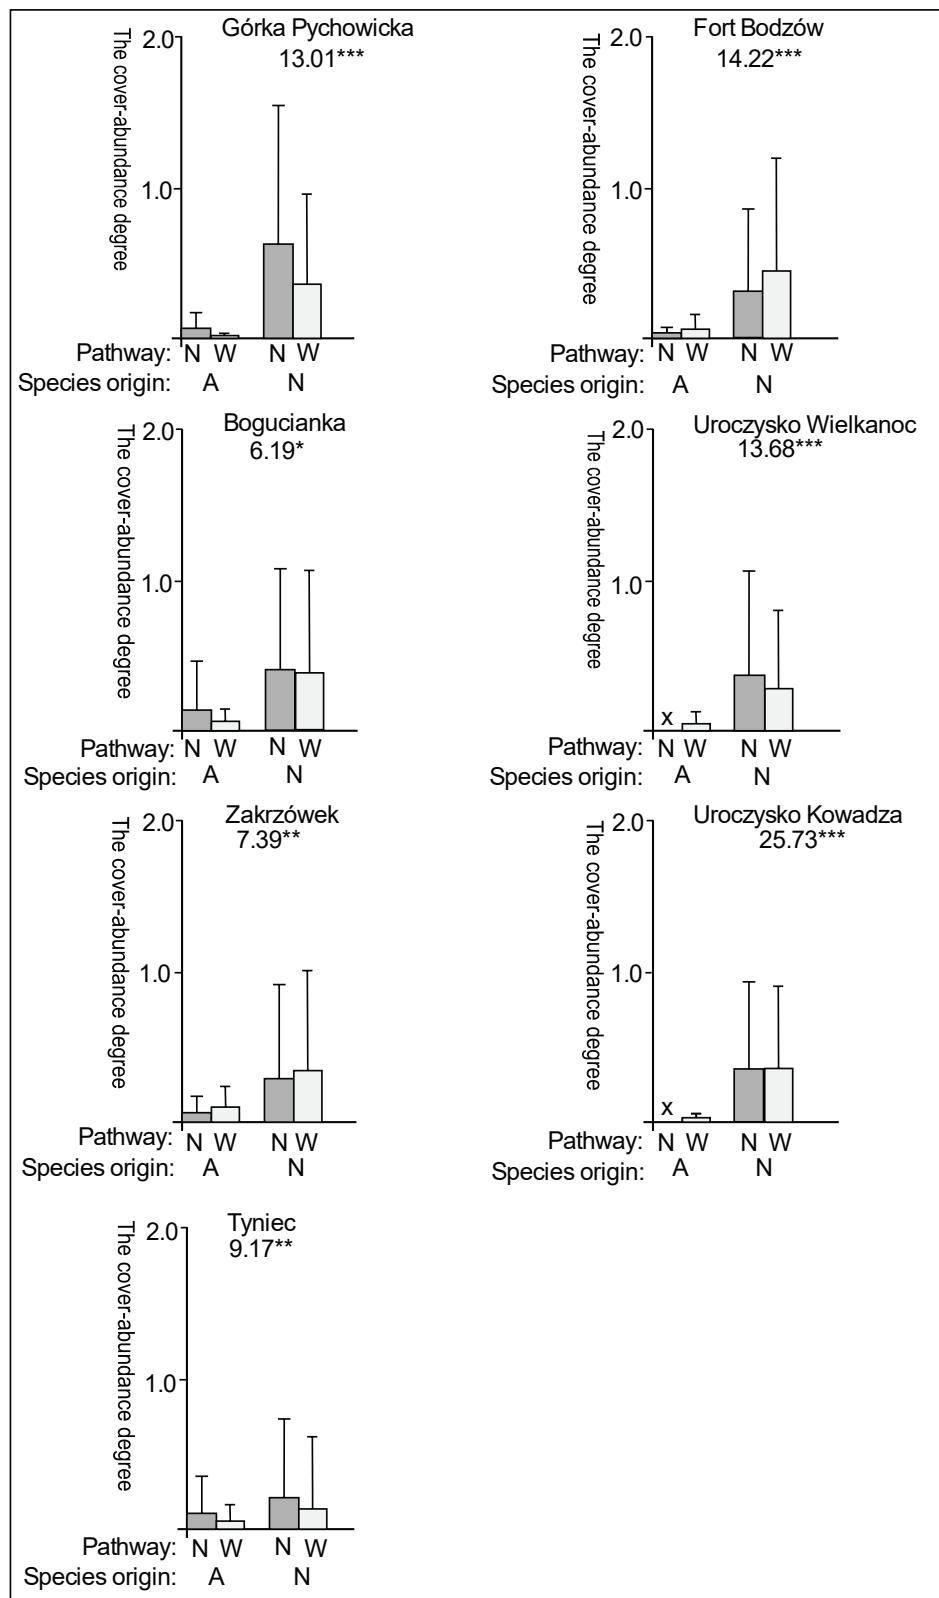 Górka Pychowicka
13.01***
The cover-abundance degree
2.0
1.0
Pathway: N W N W
Species origin: A N
Fort Bodzów
14.22***
The cover-abundance degree
2.0
1.0
Pathway: N W N W
Species origin: A N
Bogucianka
6.19*
The cover-abundance degree
2.0
1.0
Pathway: N W N W
Species origin: A N
Uroczysko Wielkanoc
13.68***
The cover-abundance degree
2.0
1.0
x
Pathway: N W N W
Species origin: A N
Zakrzówek
7.39**
The cover-abundance degree
2.0
1.0
Pathway: N W N W
Species origin: A N
Uroczysko Kowadza
25.73***
The cover-abundance degree
2.0
1.0
x
Pathway: N W N W
Species origin: A N
Tyniec
9.17**
The cover-abundance degree
2.0
1.0
Pathway: N W N W
Species origin: A N